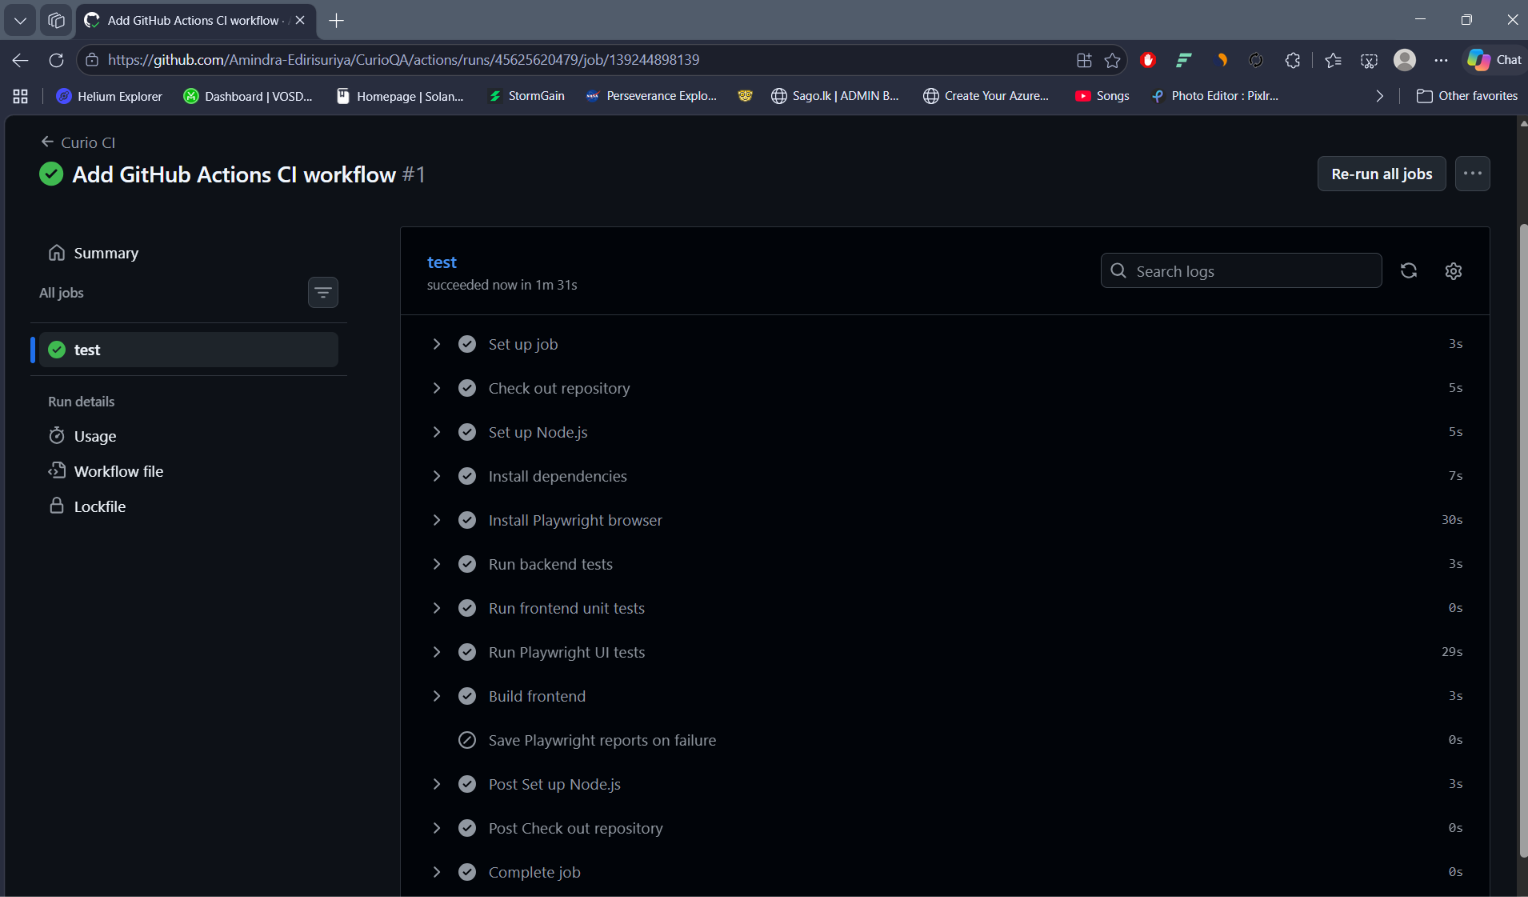 Add GitHub Actions CI workflow ·
https://github.com/Amindra-Edirisuriya/CurioQA/actions/runs/45625620479/job/139244898139
Chat
Helium Explorer
Dashboard | VOSD...
Homepage | Solan...
StormGain
Perseverance Explo...
Sago.lk | ADMIN B...
Create Your Azure...
Songs
Photo Editor : Pixlr...
Other favorites
Curio CI
Add GitHub Actions CI workflow #1
Re-run all jobs
Summary
All jobs
test
Run details
Usage
Workflow file
Lockfile
test
succeeded now in 1m 31s
Search logs
Set up job 3s
Check out repository 5s
Set up Node.js 5s
Install dependencies 7s
Install Playwright browser 30s
Run backend tests 3s
Run frontend unit tests 0s
Run Playwright UI tests 29s
Build frontend 3s
Save Playwright reports on failure 0s
Post Set up Node.js 3s
Post Check out repository 0s
Complete job 0s